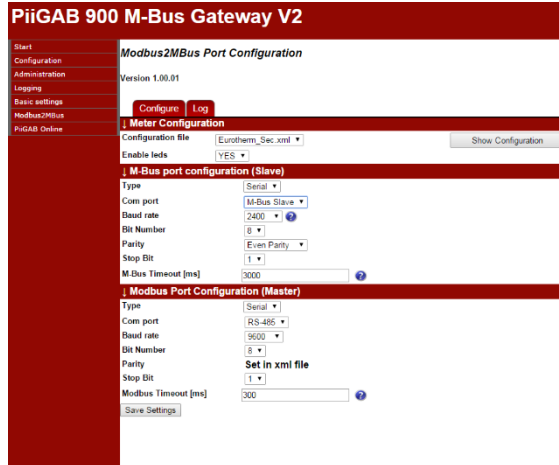 PiiGAB 900 M-Bus Gateway V2
Start
Configuration
Administration
Logging
Basic settings
Modbus2MBus
PiiGAB Online
Modbus2MBus Port Configuration
Version 1.00.01
Configure Log
↓ Meter Configuration
Configuration file Eurotherm_Sec.xml Show Configuration
Enable leds YES
↓ M-Bus port configuration (Slave)
Type Serial
Com port M-Bus Slave
Baud rate 2400 ?
Bit Number 8
Parity Even Parity
Stop Bit 1
M-Bus Timeout [ms] 3000 ?
↓ Modbus Port Configuration (Master)
Type Serial
Com port RS-485
Baud rate 9600
Bit Number 8
Parity Set in xml file
Stop Bit 1
Modbus Timeout [ms] 300 ?
Save Settings